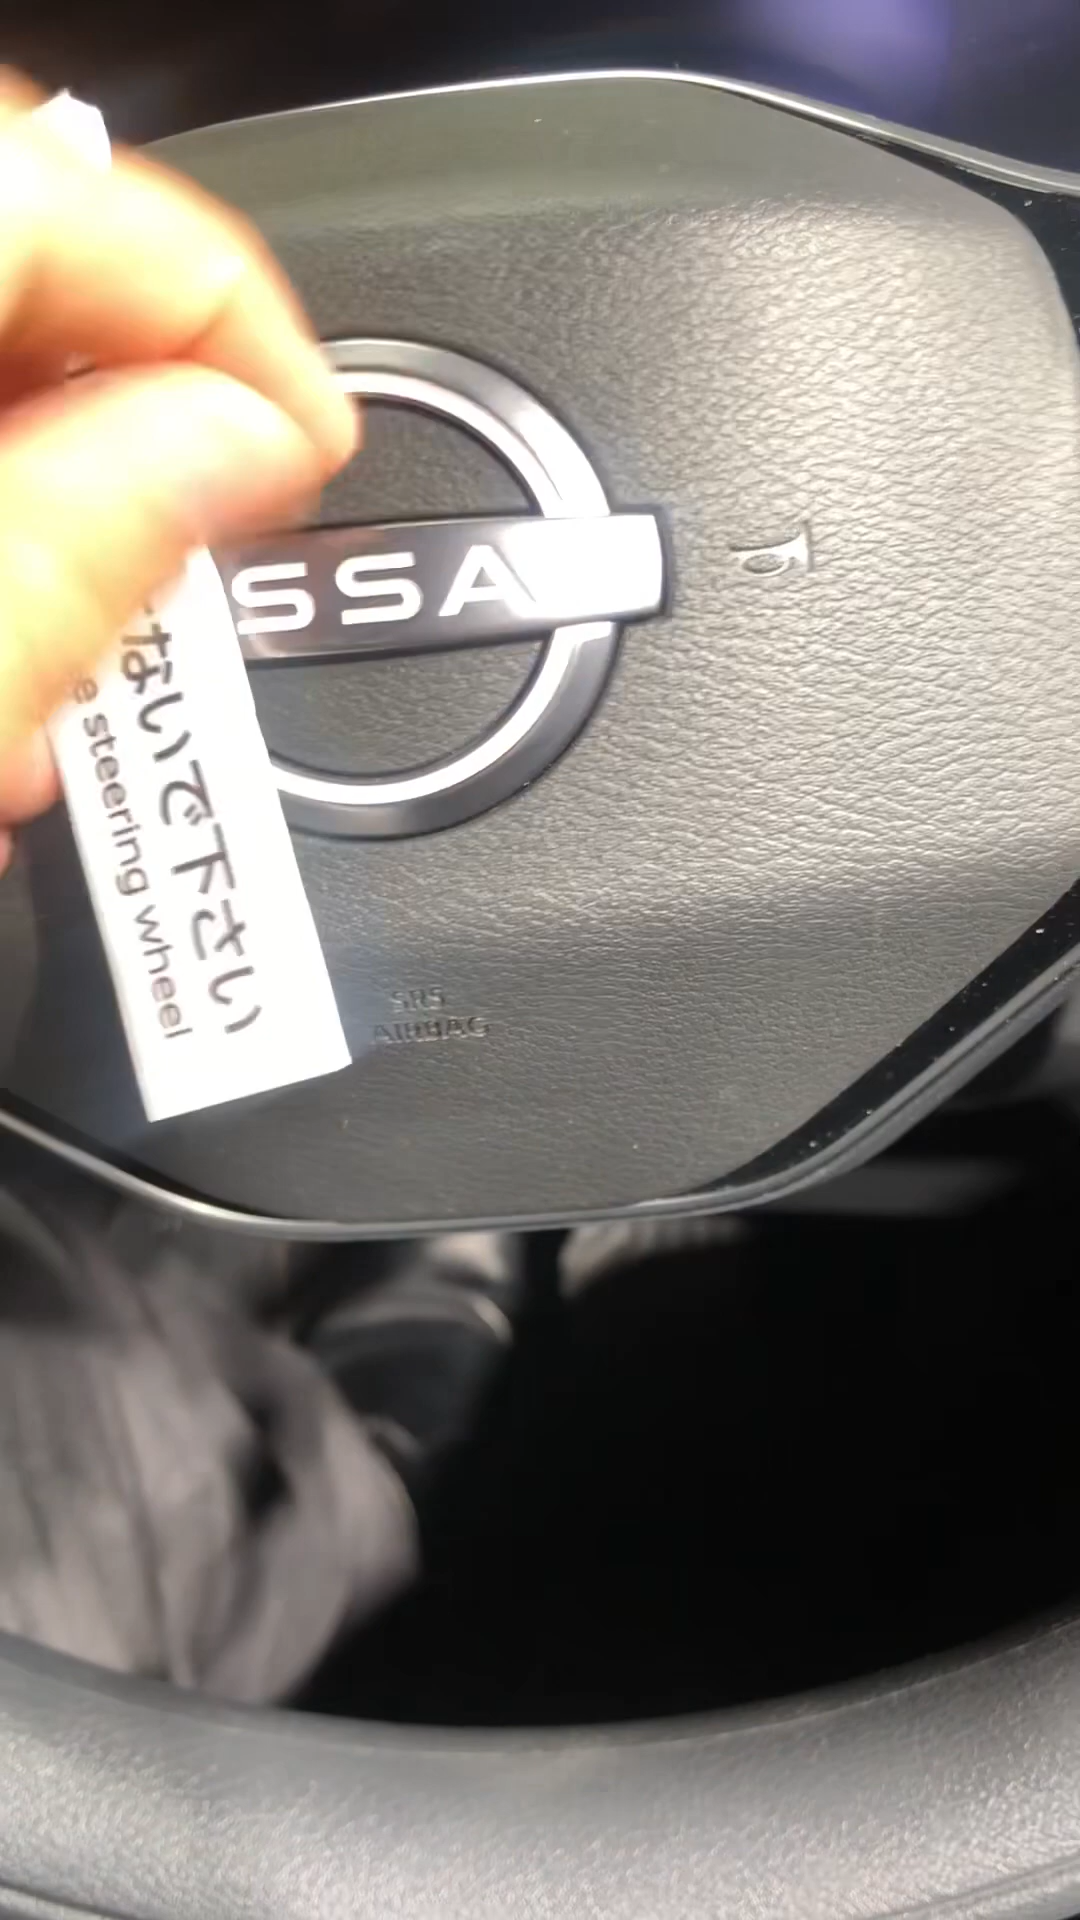 SSA
ないで下さい
e steering wheel
SRS
AIRBAG